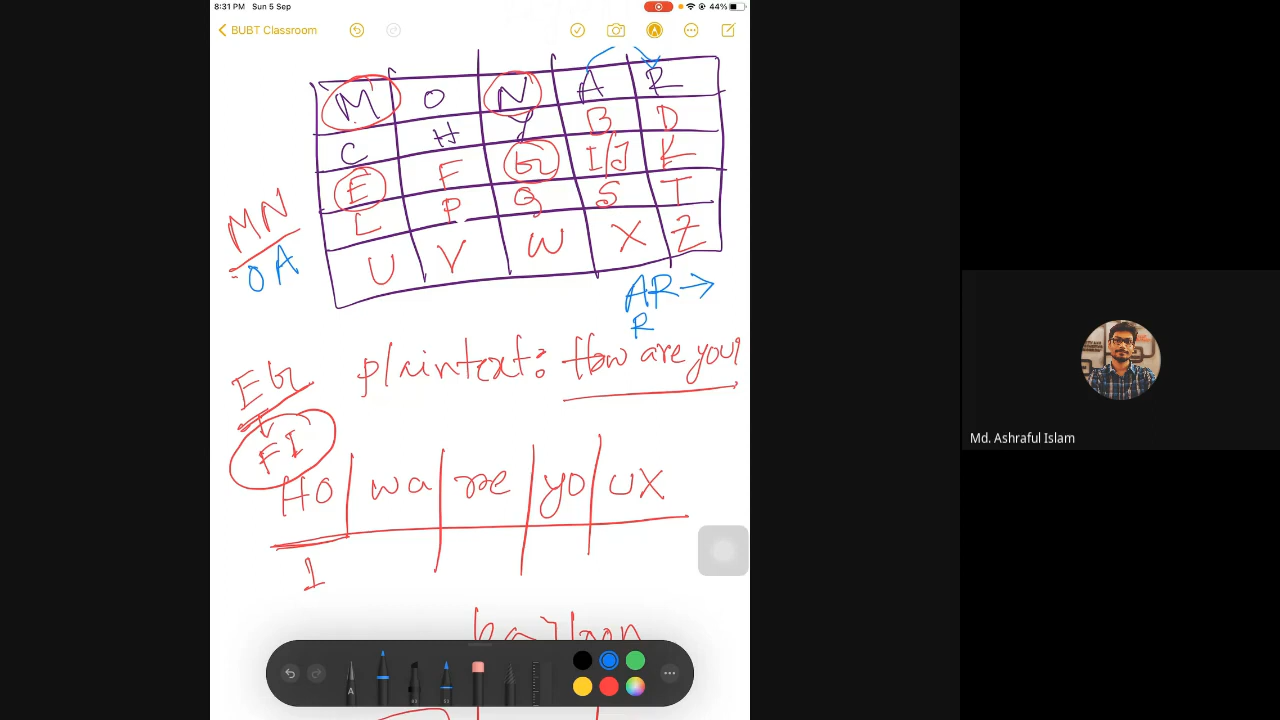 8:31 PM Sun 5 Sep 44%
BUBT Classroom
M O N A R
C H Y B D
E F G I/J K
L P Q S T
U V W X Z
MN
OA
AR →
R
plaintext: How are you?
EG
FI
Ho | wa | re | yo | ux
I
Md. Ashraful Islam